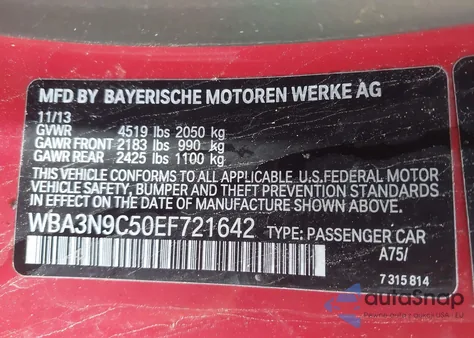 MFD BY BAYERISCHE MOTOREN WERKE AG
11/13
GVWR 4519 lbs 2050 kg
GAWR FRONT 2183 lbs 990 kg
GAWR REAR 2425 lbs 1100 kg
THIS VEHICLE CONFORMS TO ALL APPLICABLE U.S.FEDERAL MOTOR
VEHICLE SAFETY, BUMPER AND THEFT PREVENTION STANDARDS IN EFFECT
ON THE DATE OF MANUFACTURE SHOWN ABOVE.
WBA3N9C50EF721642 TYPE: PASSENGER CAR
A75/
7 315 814
autoSnap